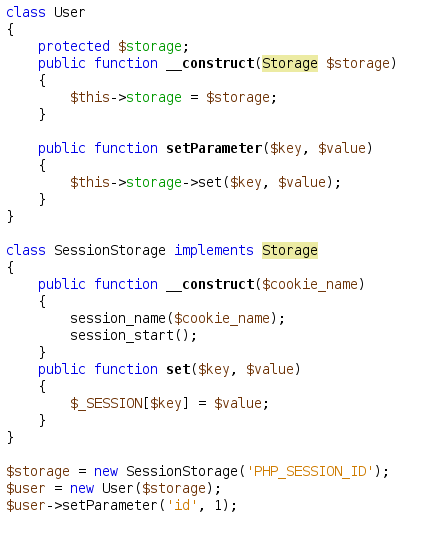 class User
{
    protected $storage;
    public function __construct(Storage $storage)
    {
        $this->storage = $storage;
    }

    public function setParameter($key, $value)
    {
        $this->storage->set($key, $value);
    }
}

class SessionStorage implements Storage
{
    public function __construct($cookie_name)
    {
        session_name($cookie_name);
        session_start();
    }
    public function set($key, $value)
    {
        $_SESSION[$key] = $value;
    }
}

$storage = new SessionStorage('PHP_SESSION_ID');
$user = new User($storage);
$user->setParameter('id', 1);